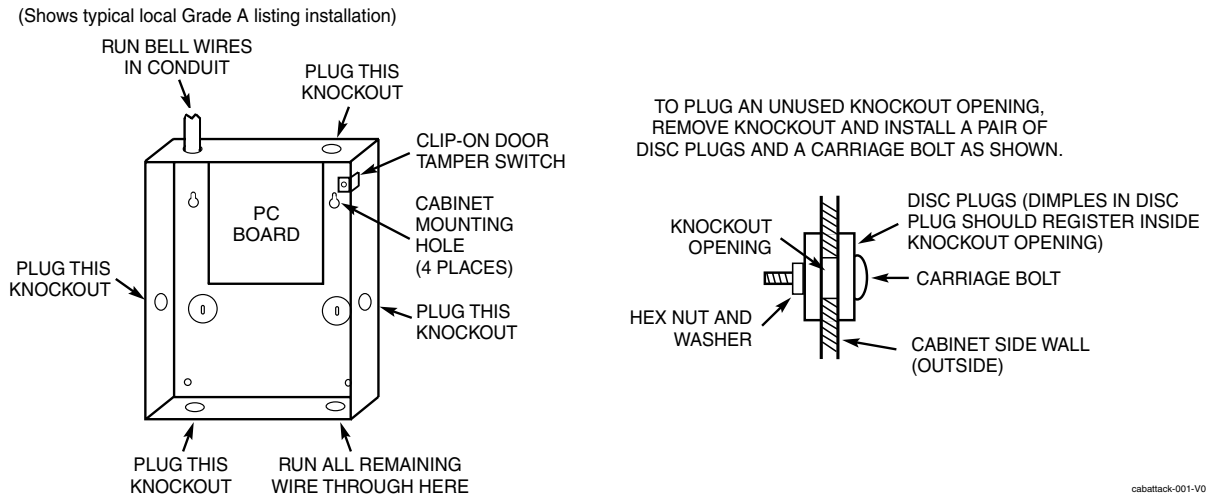 (Shows typical local Grade A listing installation)
RUN BELL WIRES
IN CONDUIT
PLUG THIS
KNOCKOUT
CLIP-ON DOOR
TAMPER SWITCH
CABINET
MOUNTING
HOLE
(4 PLACES)
PC
BOARD
PLUG THIS
KNOCKOUT
PLUG THIS
KNOCKOUT
PLUG THIS
KNOCKOUT
RUN ALL REMAINING
WIRE THROUGH HERE
TO PLUG AN UNUSED KNOCKOUT OPENING,
REMOVE KNOCKOUT AND INSTALL A PAIR OF
DISC PLUGS AND A CARRIAGE BOLT AS SHOWN.
KNOCKOUT
OPENING
DISC PLUGS (DIMPLES IN DISC
PLUG SHOULD REGISTER INSIDE
KNOCKOUT OPENING)
CARRIAGE BOLT
HEX NUT AND
WASHER
CABINET SIDE WALL
(OUTSIDE)
cabattack-001-V0